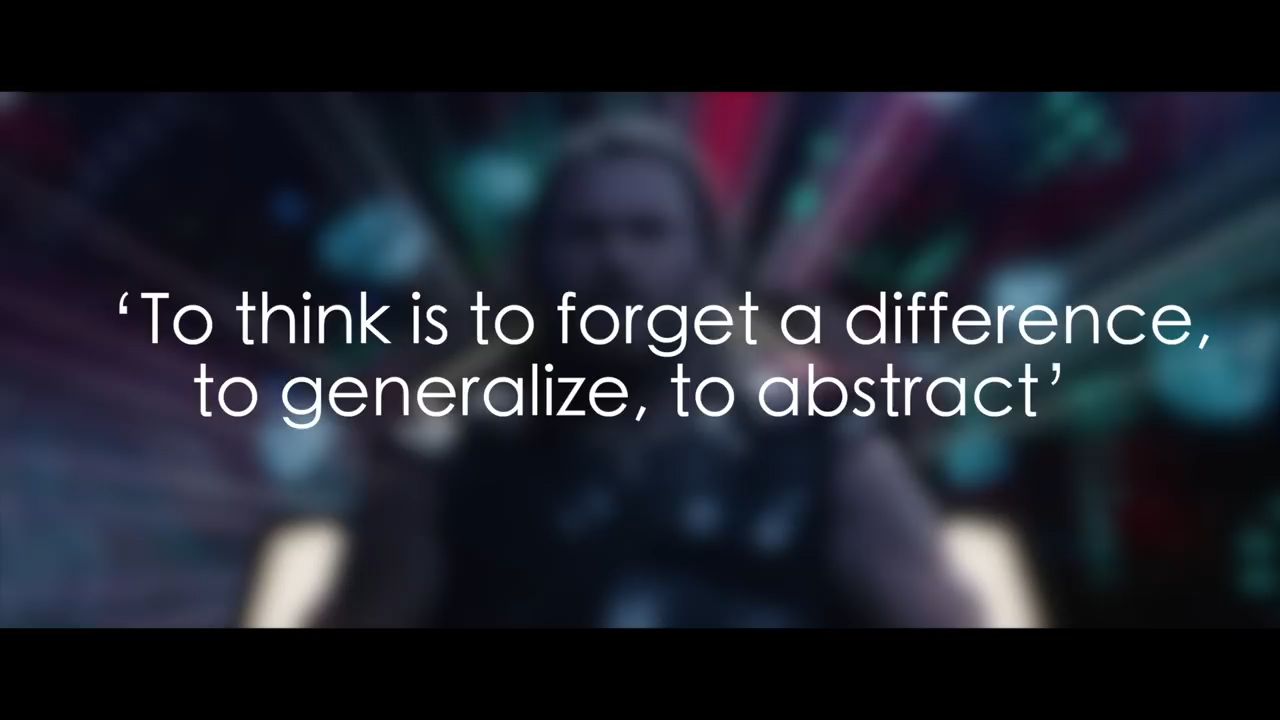 ‘To think is to forget a difference,
to generalize, to abstract’